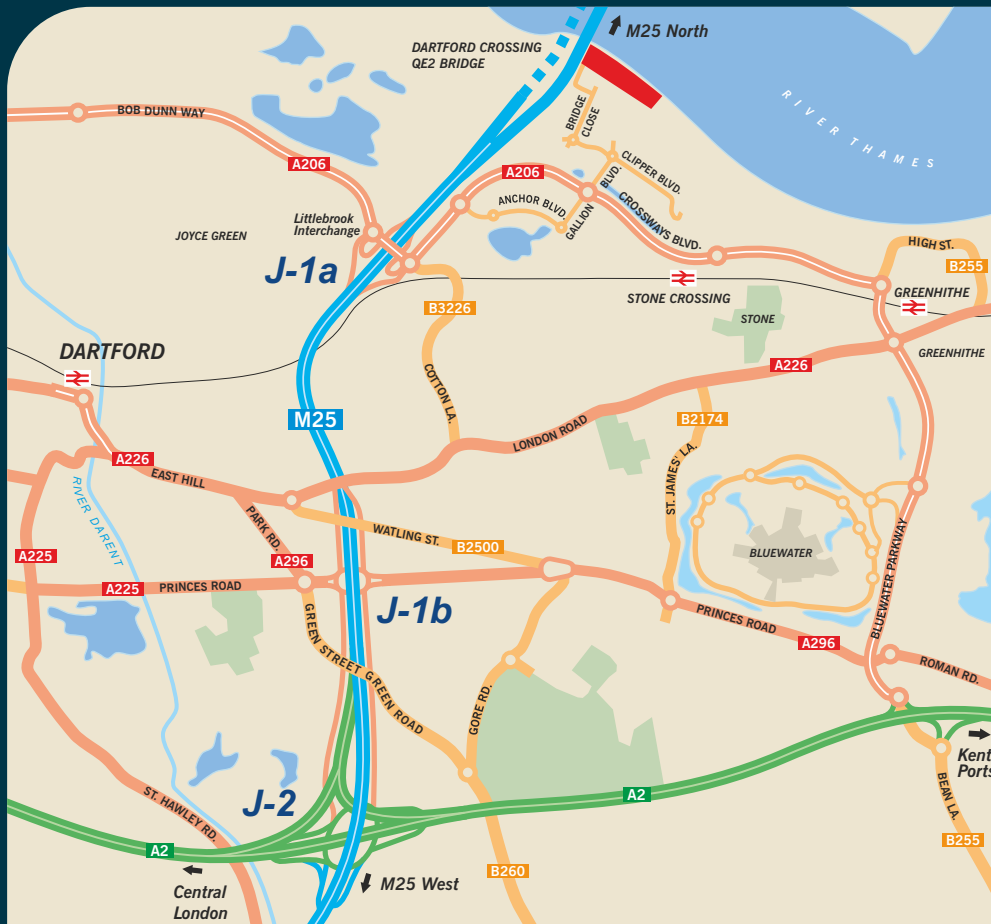 M25 North
DARTFORD CROSSING
QE2 BRIDGE
RIVER THAMES
BOB DUNN WAY
BRIDGE
CLOSE
A206
A206
CLIPPER BLVD.
BLVD.
GALLION
ANCHOR BLVD.
CROSSWAYS BLVD.
Littlebrook
Interchange
JOYCE GREEN
J-1a
HIGH ST.
B255
STONE CROSSING
GREENHITHE
B3226
STONE
GREENHITHE
DARTFORD
A226
COTTON LA.
M25
B2174
LONDON ROAD
A226
EAST HILL
ST. JAMES' LA.
RIVER DARENT
PARK RD.
WATLING ST.
B2500
BLUEWATER
BLUEWATER PARKWAY
A225
A296
A225
PRINCES ROAD
J-1b
PRINCES ROAD
A296
GREEN STREET GREEN ROAD
ROMAN RD.
GORE RD.
Kent
Ports
J-2
A2
BEAN LA.
ST. HAWLEY RD.
A2
B255
B260
M25 West
Central
London